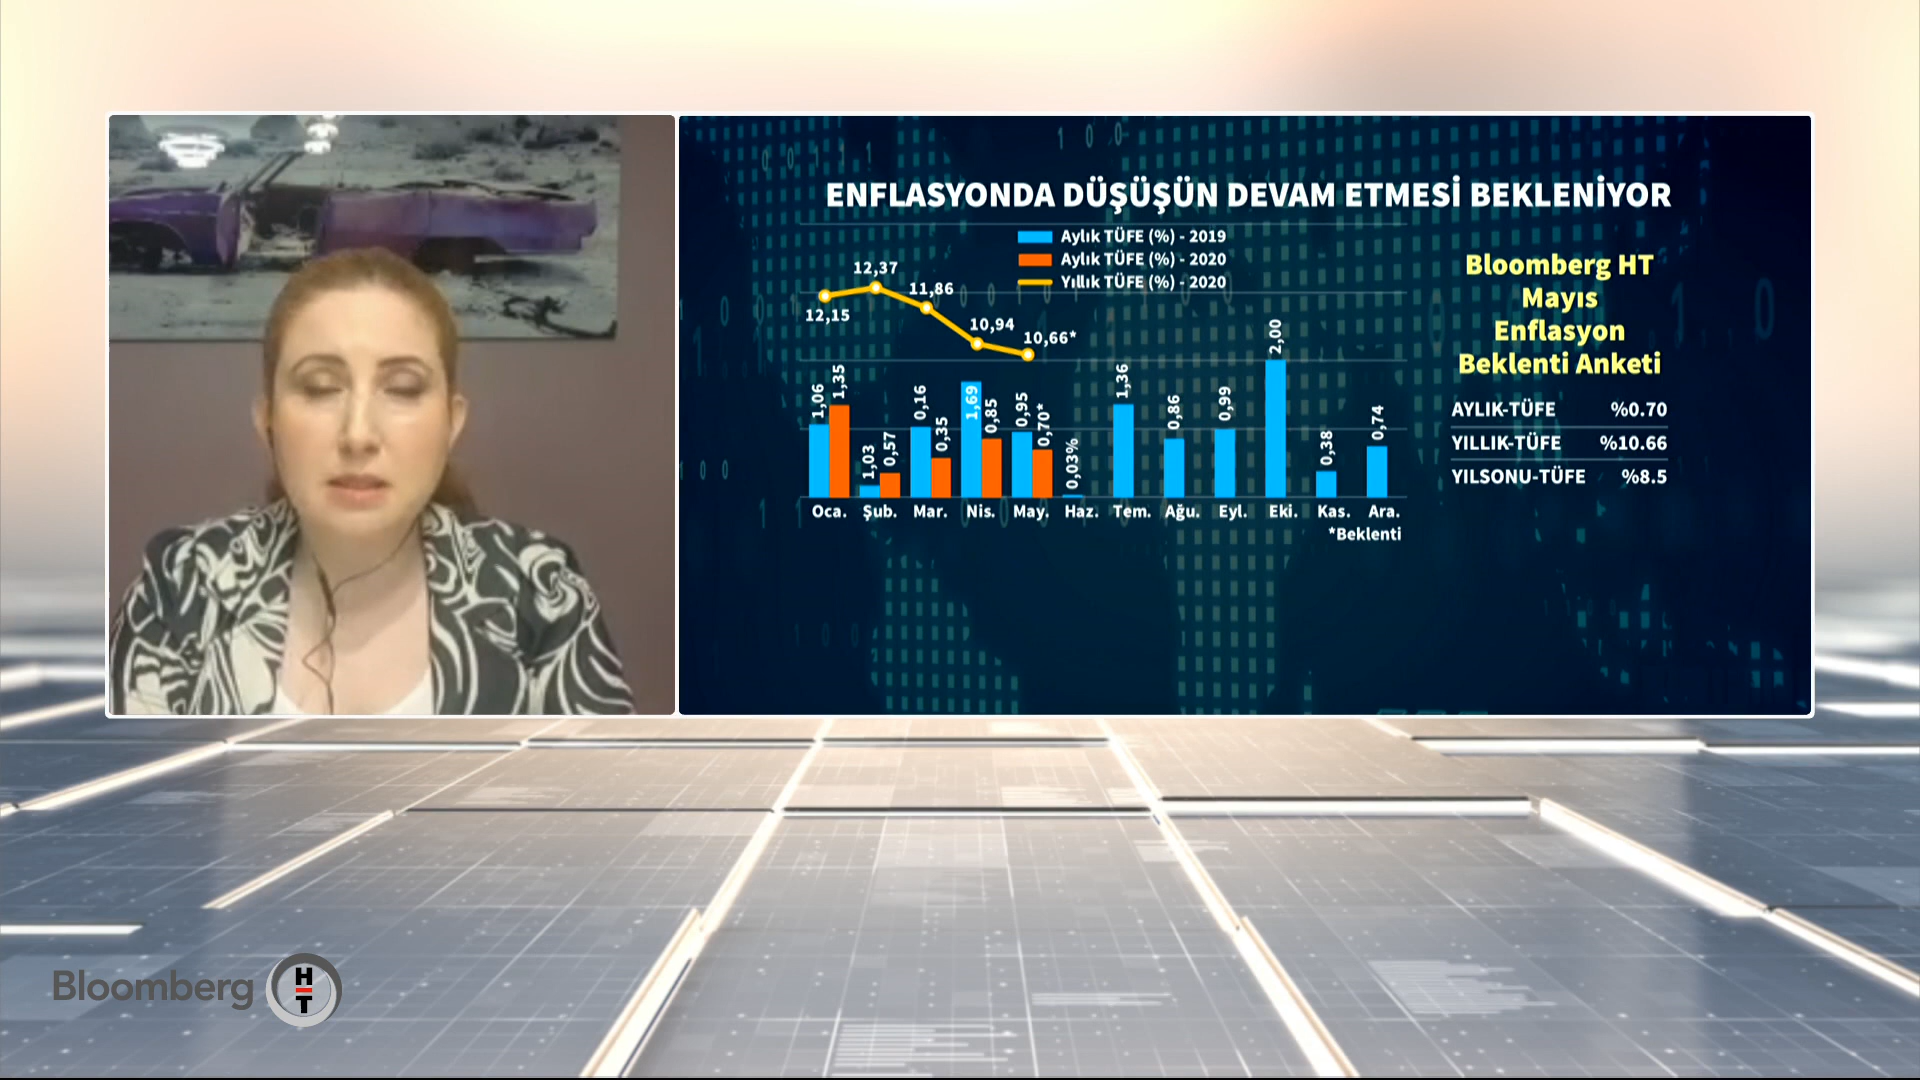 ENFLASYONDA DÜŞÜŞÜN DEVAM ETMESİ BEKLENİYOR
Aylık TÜFE (%) - 2019
Aylık TÜFE (%) - 2020
Yıllık TÜFE (%) - 2020
12,15
12,37
11,86
10,94
10,66*
1,06
1,35
1,03
0,57
0,16
0,35
1,69
0,85
0,95
0,70*
0,03%
1,36
0,86
0,99
2,00
0,38
0,74
Oca. Şub. Mar. Nis. May. Haz. Tem. Ağu. Eyl. Eki. Kas. Ara.
*Beklenti
Bloomberg HT
Mayıs
Enflasyon
Beklenti Anketi
AYLIK-TÜFE %0.70
YILLIK-TÜFE %10.66
YILSONU-TÜFE %8.5
Bloomberg HT